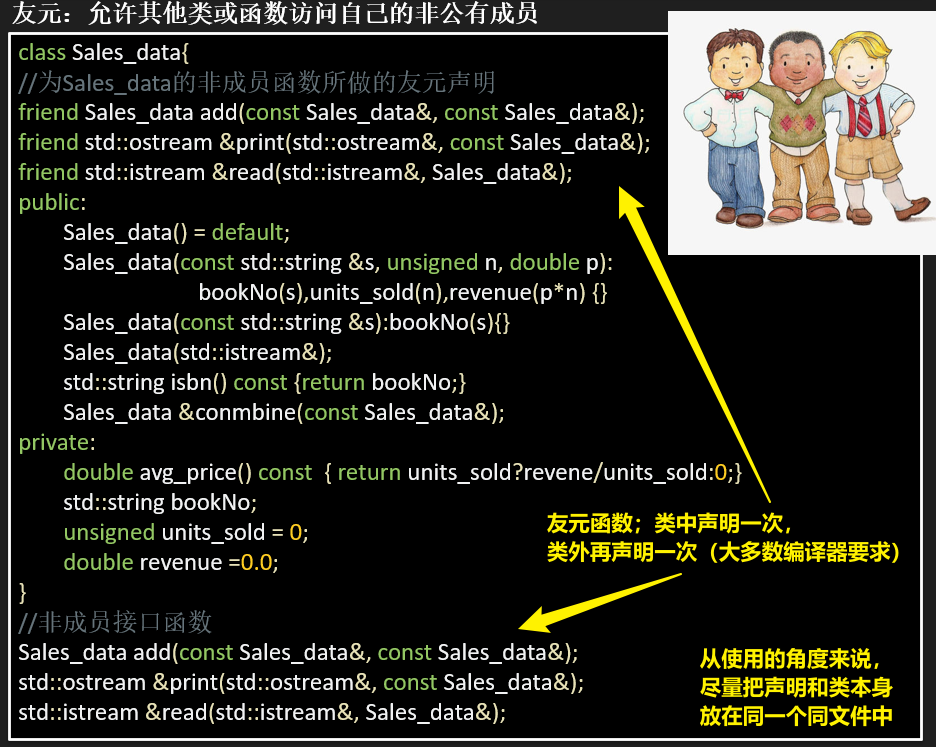 友元：允许其他类或函数访问自己的非公有成员
class Sales_data{
//为Sales_data的非成员函数所做的友元声明
friend Sales_data add(const Sales_data&, const Sales_data&);
friend std::ostream &print(std::ostream&, const Sales_data&);
friend std::istream &read(std::istream&, Sales_data&);
public:
Sales_data() = default;
Sales_data(const std::string &s, unsigned n, double p):
bookNo(s),units_sold(n),revenue(p*n) {}
Sales_data(const std::string &s):bookNo(s){}
Sales_data(std::istream&);
std::string isbn() const {return bookNo;}
Sales_data &conmbine(const Sales_data&);
private:
double avg_price() const { return units_sold?revene/units_sold:0;}
std::string bookNo;
unsigned units_sold = 0;
double revenue =0.0;
}
//非成员接口函数
Sales_data add(const Sales_data&, const Sales_data&);
std::ostream &print(std::ostream&, const Sales_data&);
std::istream &read(std::istream&, Sales_data&);
友元函数；类中声明一次，
类外再声明一次（大多数编译器要求）
从使用的角度来说，
尽量把声明和类本身
放在同一个同文件中